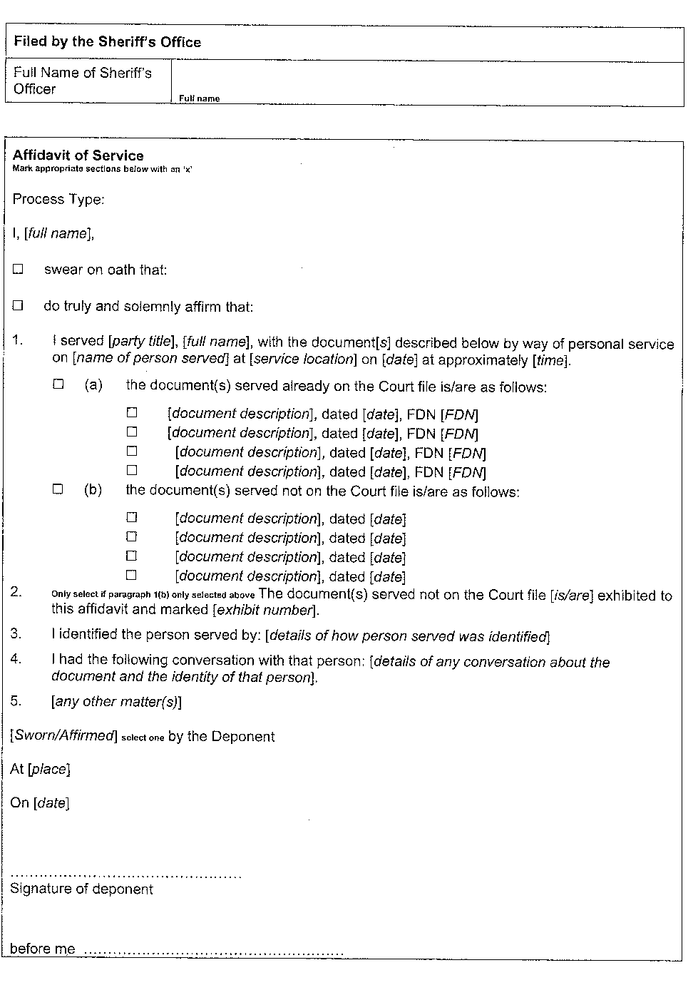 Filed by the Sheriff's Office
Full Name of Sheriff's
Officer
Full name
Affidavit of Service
Mark appropriate sections below with an 'x'
Process Type:
I, [full name],
☐ swear on oath that:
☐ do truly and solemnly affirm that:
1. I served [party title], [full name], with the document[s] described below by way of personal service
on [name of person served] at [service location] on [date] at approximately [time].
☐ (a) the document(s) served already on the Court file is/are as follows:
☐ [document description], dated [date], FDN [FDN]
☐ [document description], dated [date], FDN [FDN]
☐ [document description], dated [date], FDN [FDN]
☐ [document description], dated [date], FDN [FDN]
☐ (b) the document(s) served not on the Court file is/are as follows:
☐ [document description], dated [date]
☐ [document description], dated [date]
☐ [document description], dated [date]
☐ [document description], dated [date]
2. Only select if paragraph 1(b) only selected above The document(s) served not on the Court file [is/are] exhibited to
this affidavit and marked [exhibit number].
3. I identified the person served by: [details of how person served was identified]
4. I had the following conversation with that person: [details of any conversation about the
document and the identity of that person].
5. [any other matter(s)]
[Sworn/Affirmed] select one by the Deponent
At [place]
On [date]
................................................
Signature of deponent
before me ......................................................